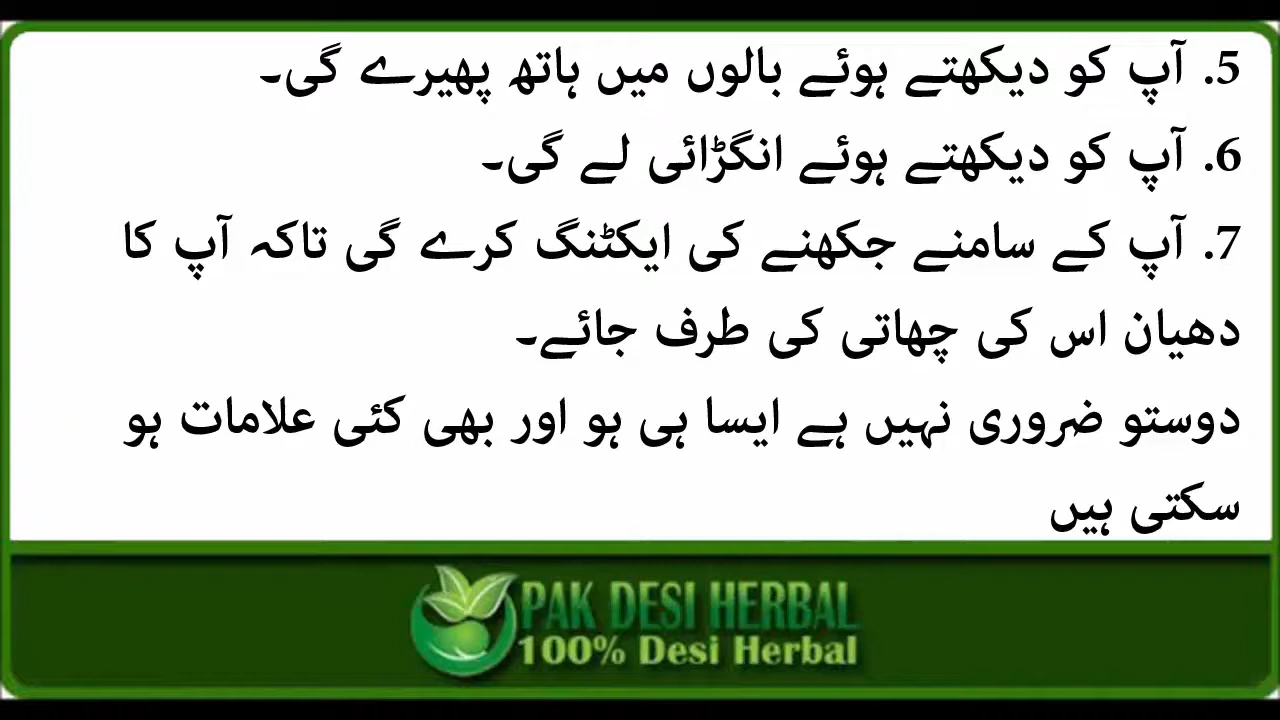 5. آپ کو دیکھتے ہوئے بالوں میں ہاتھ پھیرے گی۔
6. آپ کو دیکھتے ہوئے انگڑائی لے گی۔
7. آپ کے سامنے جکھنے کی ایکٹنگ کرے گی تاکہ آپ کا
دھیان اس کی چھاتی کی طرف جائے۔
دوستو ضروری نہیں ہے ایسا ہی ہو اور بھی کئی علامات ہو
سکتی ہیں
PAK DESI HERBAL
100% Desi Herbal